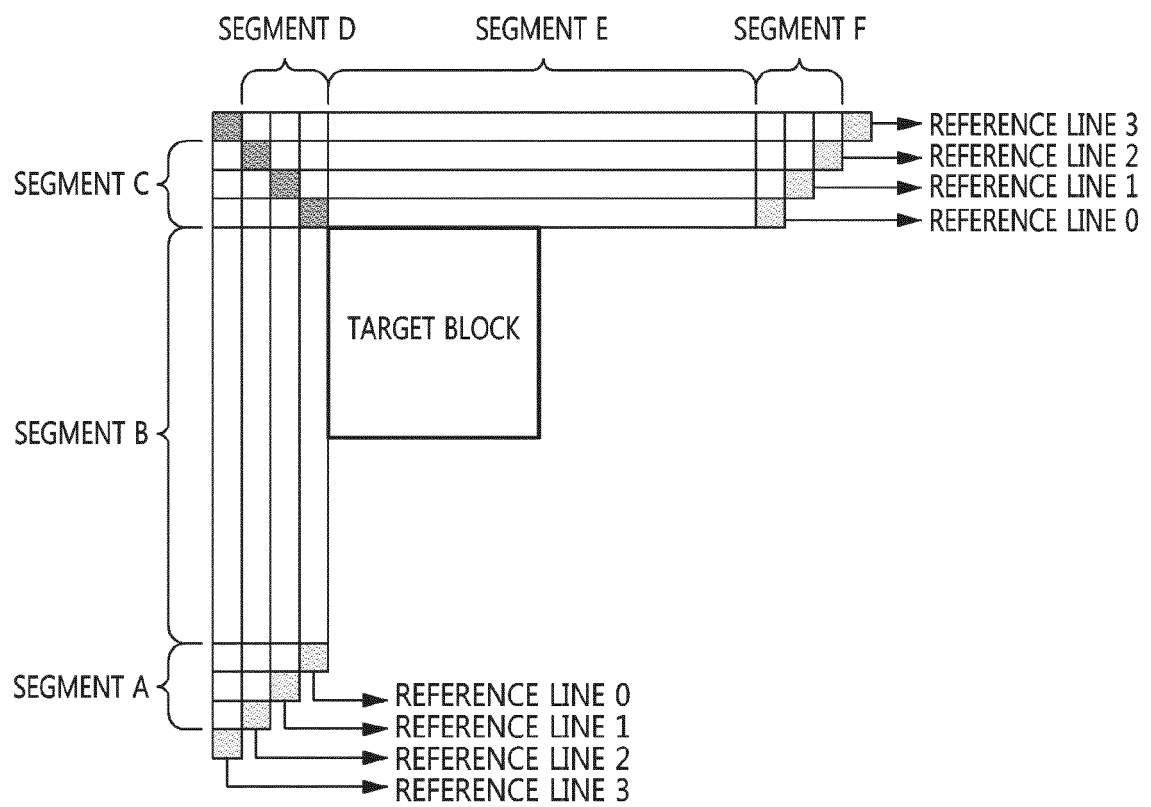 SEGMENT D
SEGMENT E
SEGMENT F
REFERENCE LINE 3
REFERENCE LINE 2
REFERENCE LINE 1
REFERENCE LINE 0
SEGMENT C
TARGET BLOCK
SEGMENT B
SEGMENT A
REFERENCE LINE 0
REFERENCE LINE 1
REFERENCE LINE 2
REFERENCE LINE 3